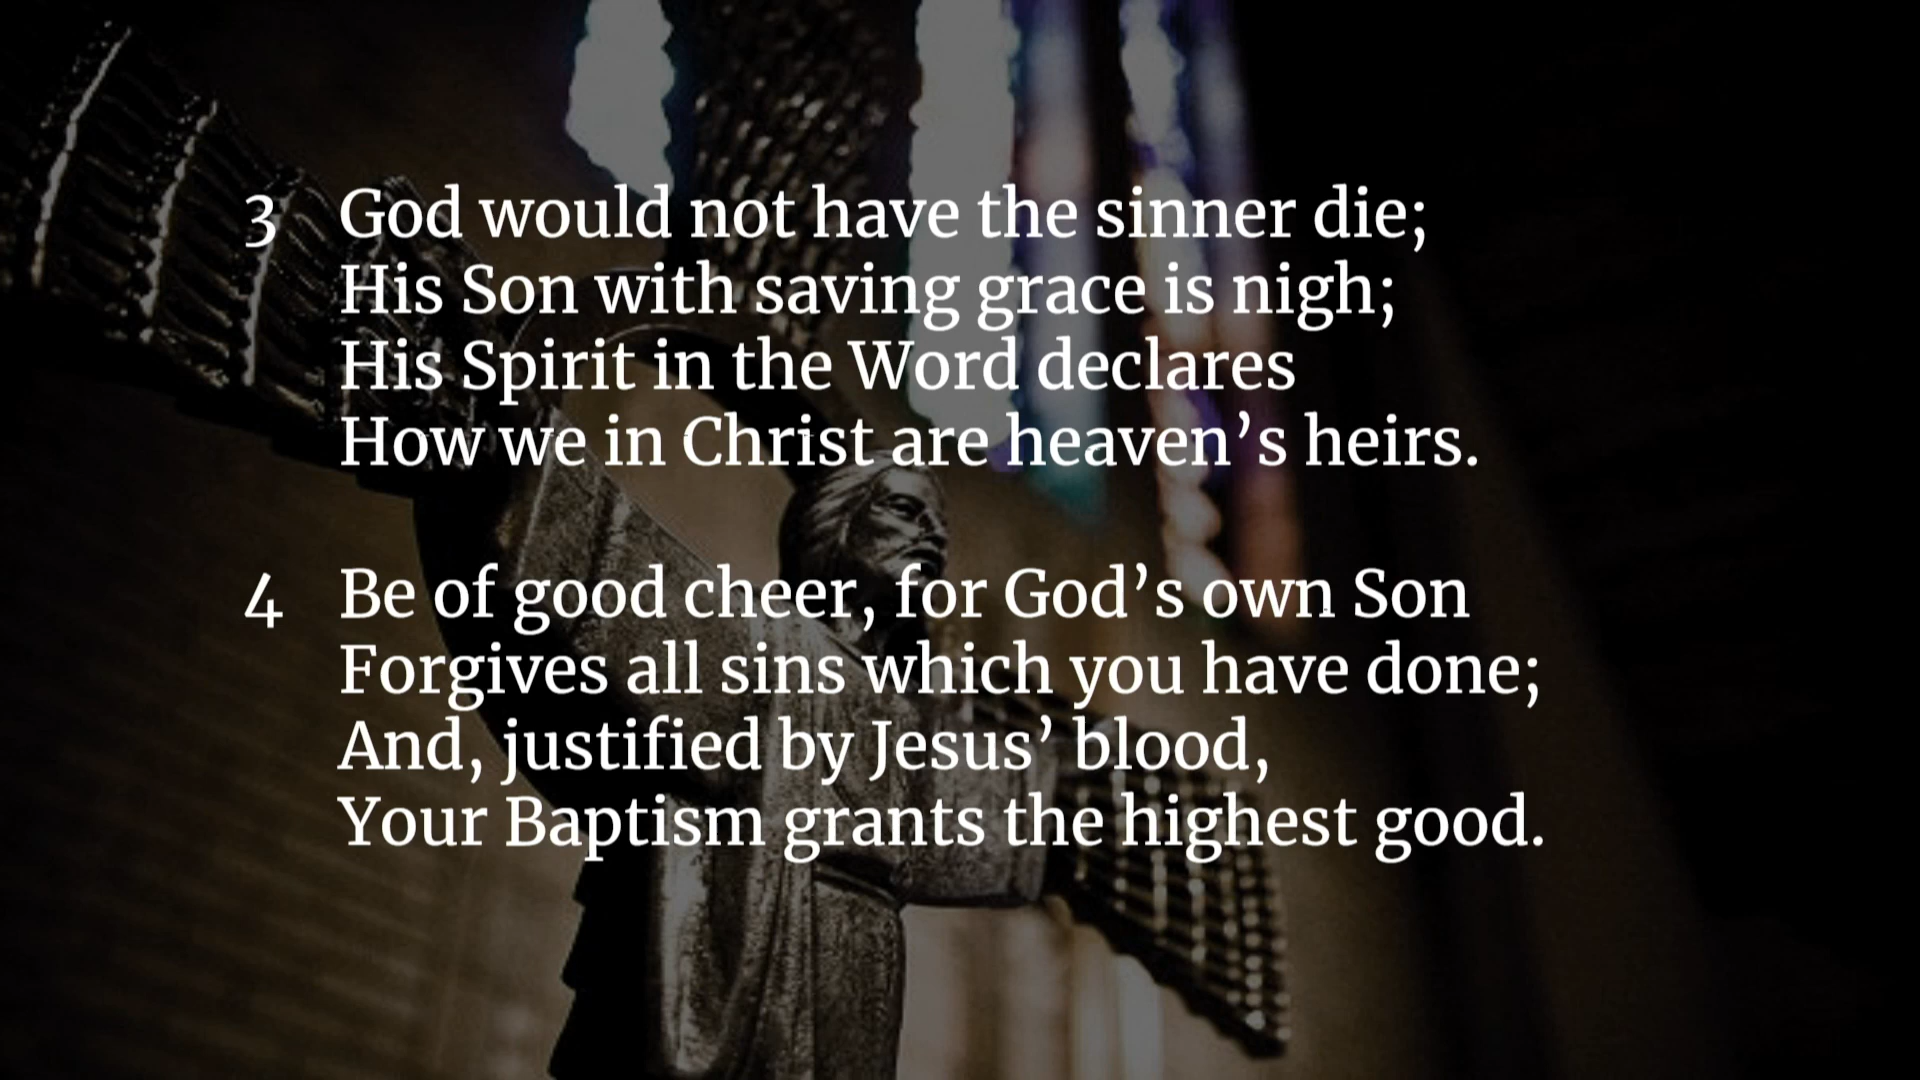 3 God would not have the sinner die;
His Son with saving grace is nigh;
His Spirit in the Word declares
How we in Christ are heaven’s heirs.
4 Be of good cheer, for God’s own Son
Forgives all sins which you have done;
And, justified by Jesus’ blood,
Your Baptism grants the highest good.